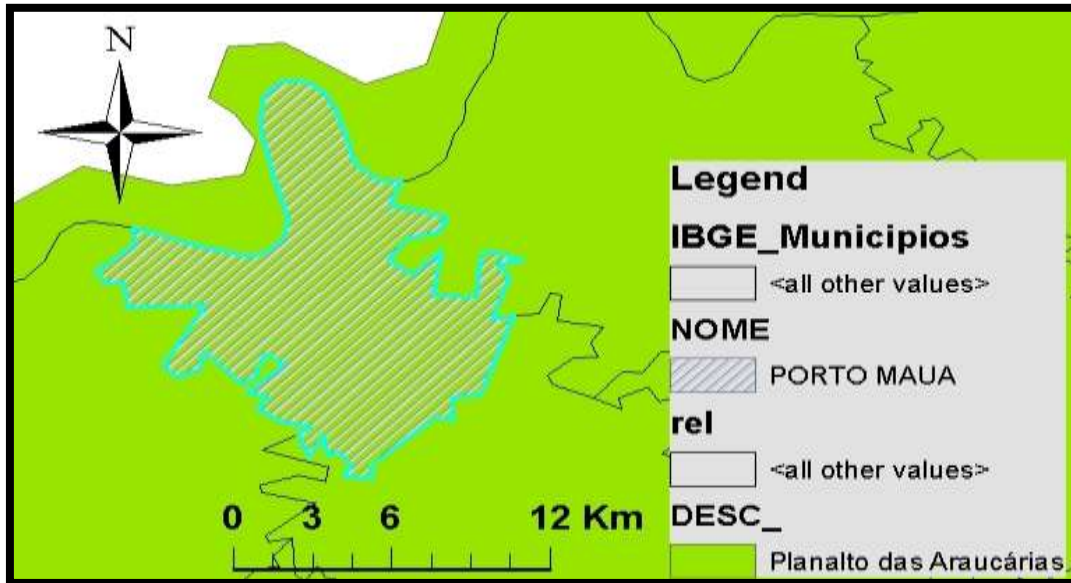 N
Legend
IBGE_Municipios
<all other values>
NOME
PORTO MAUA
rel
<all other values>
DESC_
Planalto das Araucárias
0 3 6 12 Km